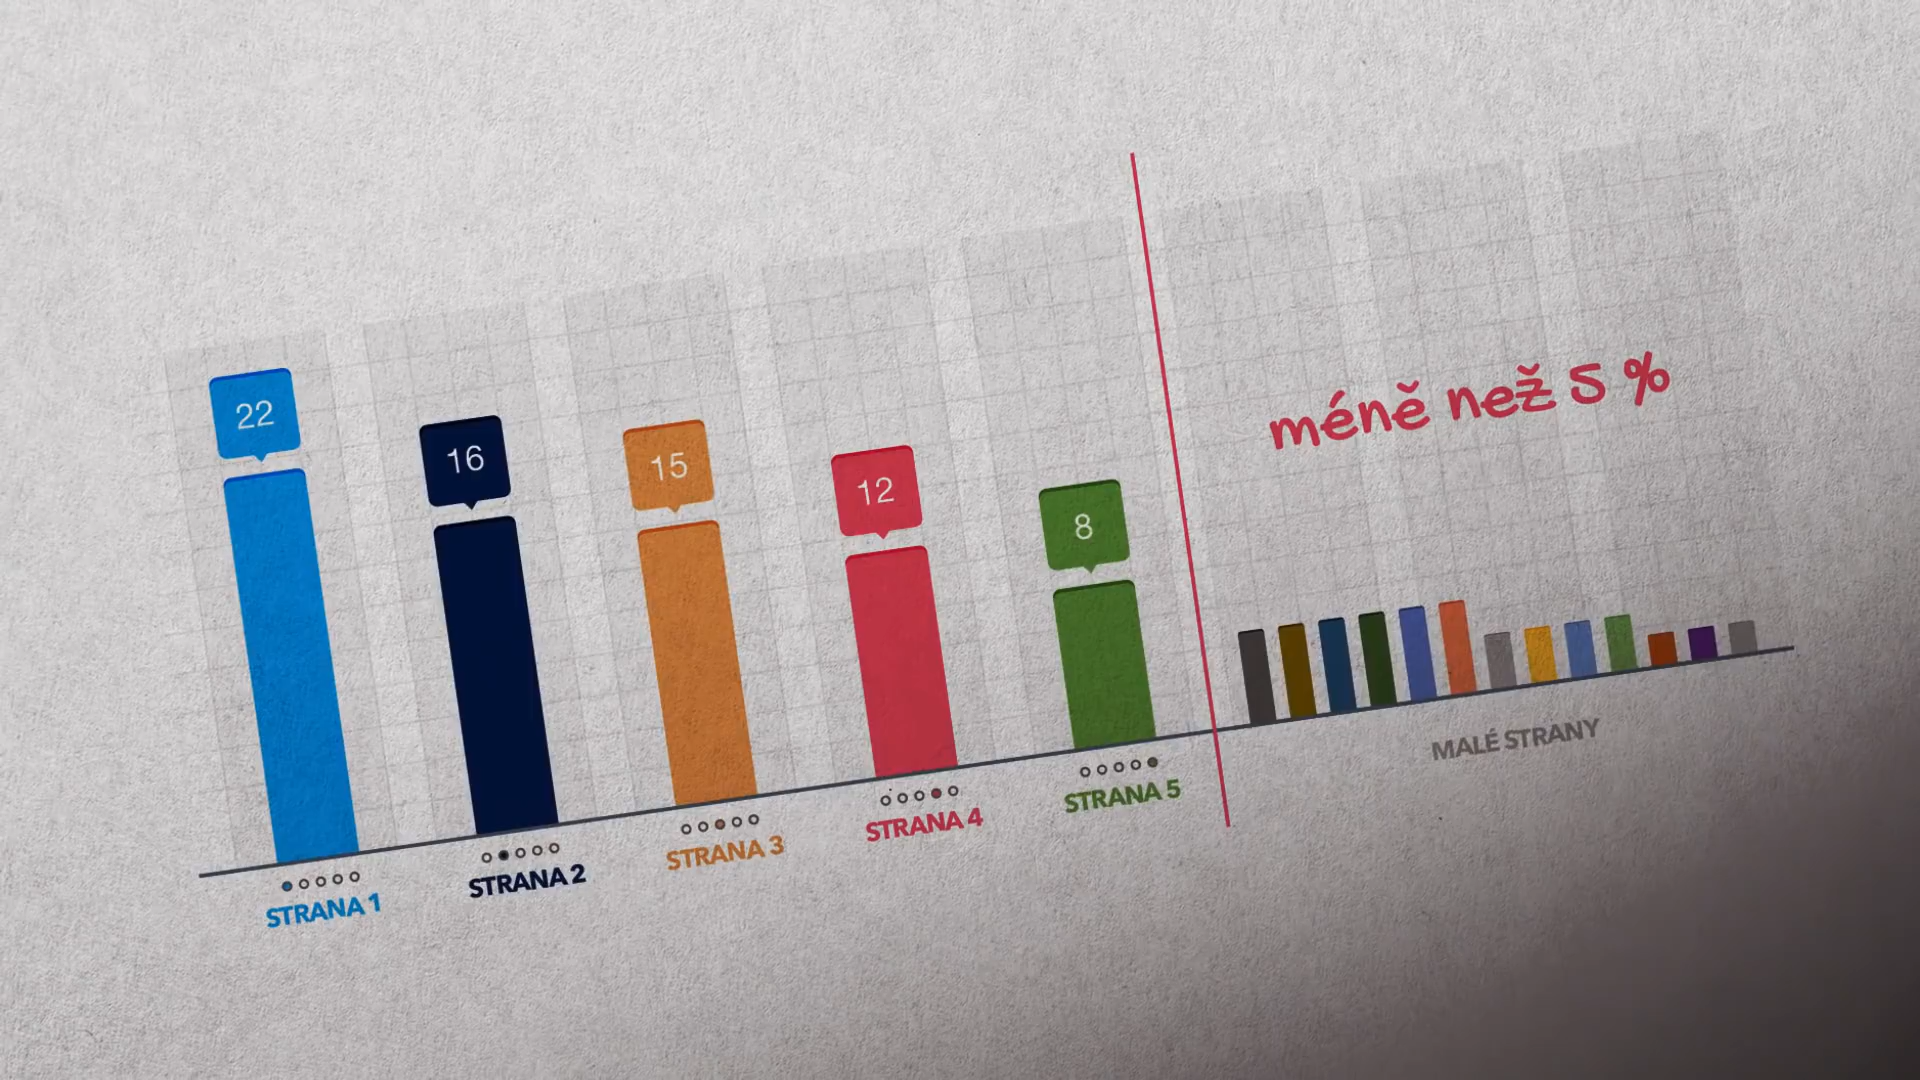 22
16
15
12
8
méně než 5 %
STRANA 1
STRANA 2
STRANA 3
STRANA 4
STRANA 5
MALÉ STRANY